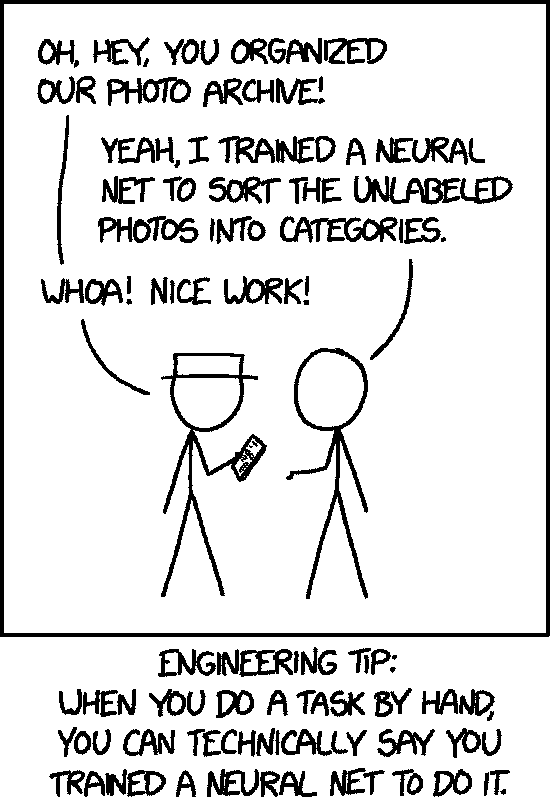 OH, HEY, YOU ORGANIZED
OUR PHOTO ARCHIVE!
YEAH, I TRAINED A NEURAL
NET TO SORT THE UNLABELED
PHOTOS INTO CATEGORIES.
WHOA! NICE WORK!
ENGINEERING TIP:
WHEN YOU DO A TASK BY HAND,
YOU CAN TECHNICALLY SAY YOU
TRAINED A NEURAL NET TO DO IT.